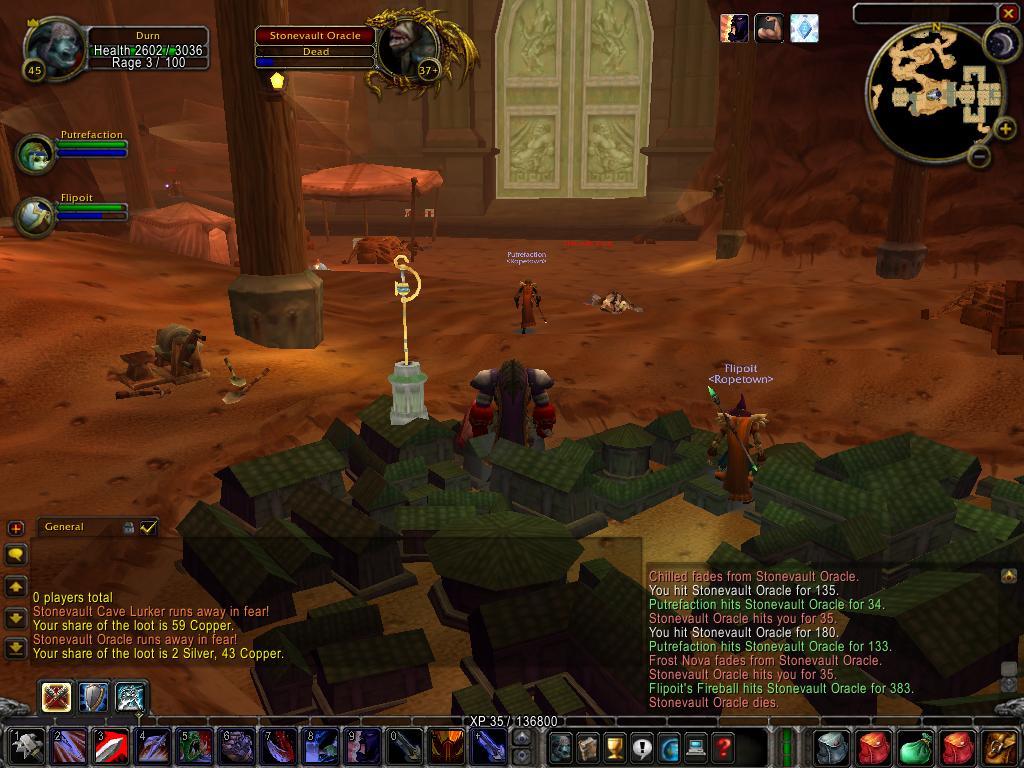 Durn
Health 2602 / 3036
Rage 3 / 100
45
Stonevault Oracle
Dead
37+
N
Putrefaction
Flipoit
Putrefaction
<Ropetown>
Flipoit
<Ropetown>
General
0 players total
Stonevault Cave Lurker runs away in fear!
Your share of the loot is 59 Copper.
Stonevault Oracle runs away in fear!
Your share of the loot is 2 Silver, 43 Copper.
Chilled fades from Stonevault Oracle.
You hit Stonevault Oracle for 135.
Putrefaction hits Stonevault Oracle for 34.
Stonevault Oracle hits you for 35.
You hit Stonevault Oracle for 180.
Putrefaction hits Stonevault Oracle for 133.
Frost Nova fades from Stonevault Oracle.
Stonevault Oracle hits you for 35.
Flipoit's Fireball hits Stonevault Oracle for 383.
Stonevault Oracle dies.
XP 35 / 136800
1 2 3 4 5 6 7 8 9 0 - =